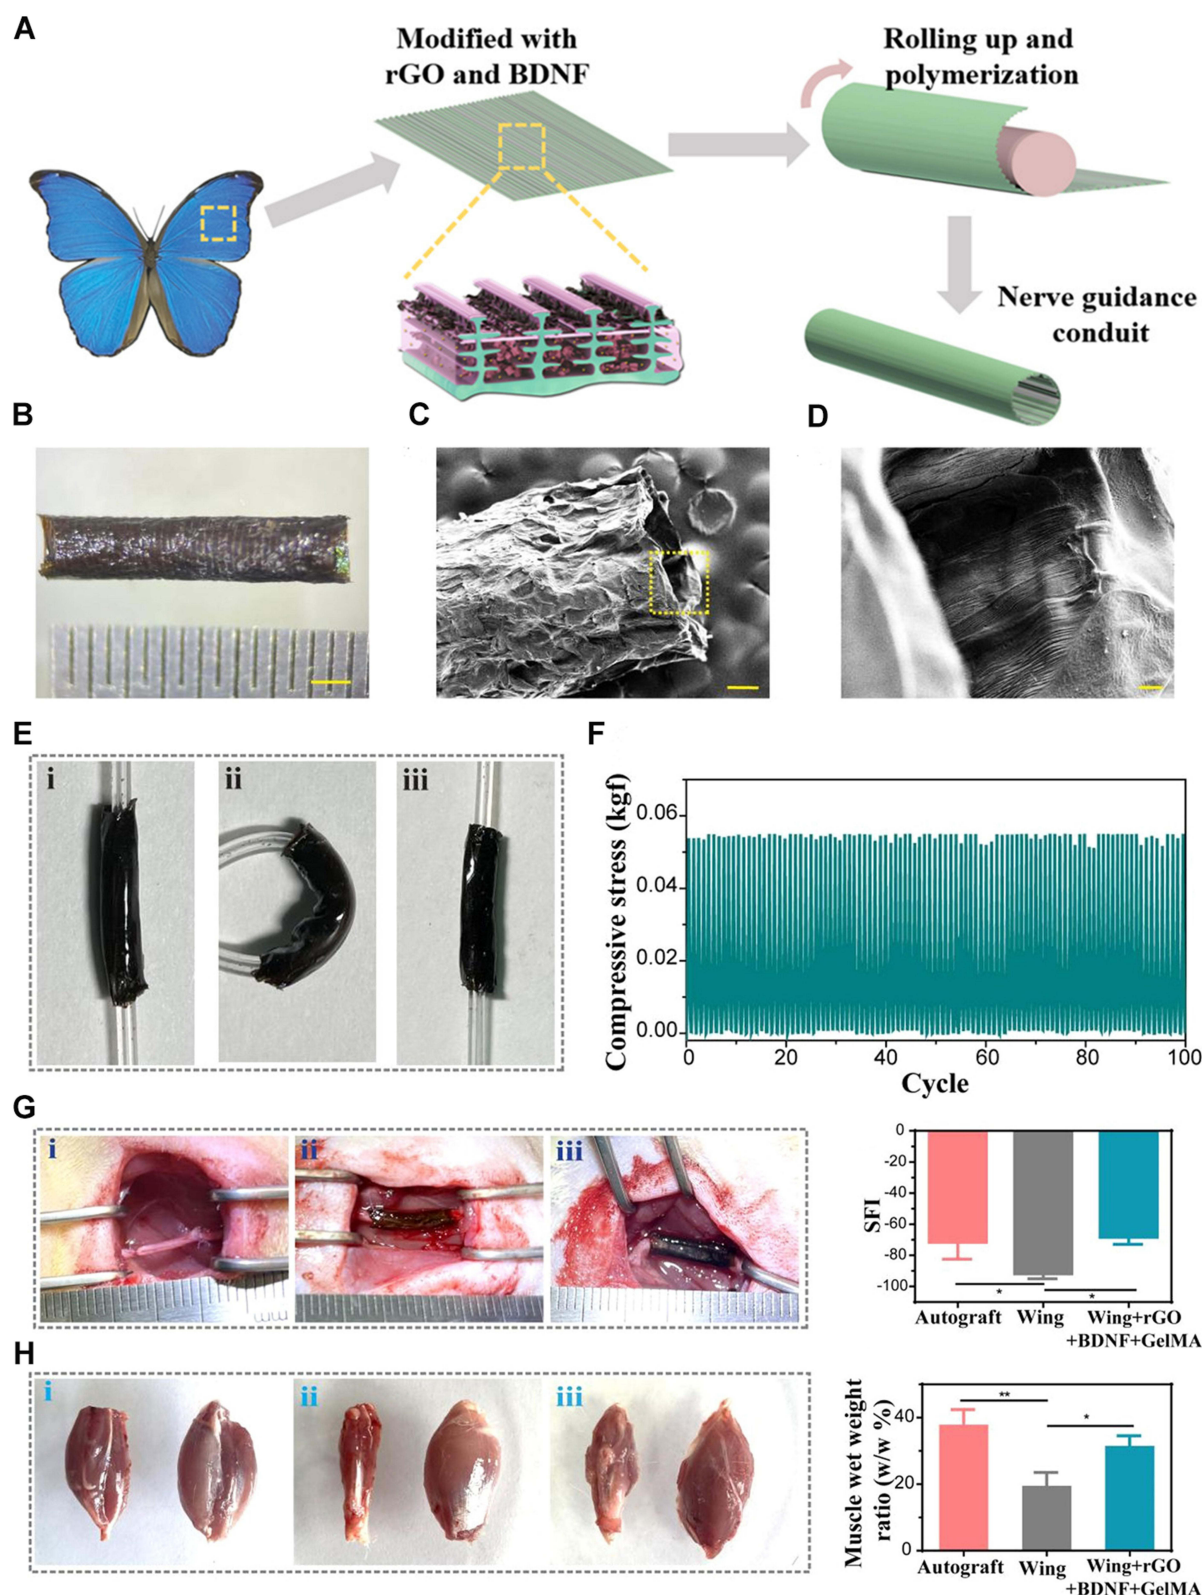 A
Modified with
rGO and BDNF
Rolling up and
polymerization
Nerve guidance
conduit
B
C
D
E
i
ii
iii
F
Compressive stress (kgf)
0.06
0.04
0.02
0.00
0 20 40 60 80 100
Cycle
G
i
ii
iii
SFI
0
-20
-40
-60
-80
-100
*
*
Autograft Wing Wing+rGO
+BDNF+GelMA
H
i
ii
iii
Muscle wet weight
ratio (w/w %)
40
20
0
**
*
Autograft Wing Wing+rGO
+BDNF+GelMA